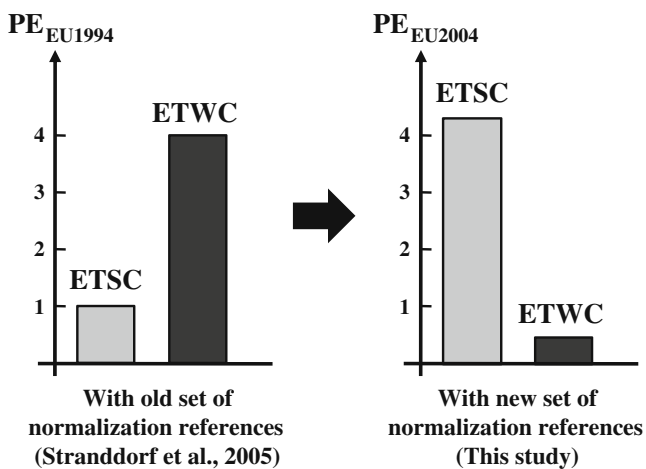 PE EU1994
ETWC
4
3
2
ETSC
1
With old set of
normalization references
(Stranddorf et al., 2005)
PE EU2004
ETSC
4
3
2
ETWC
1
With new set of
normalization references
(This study)